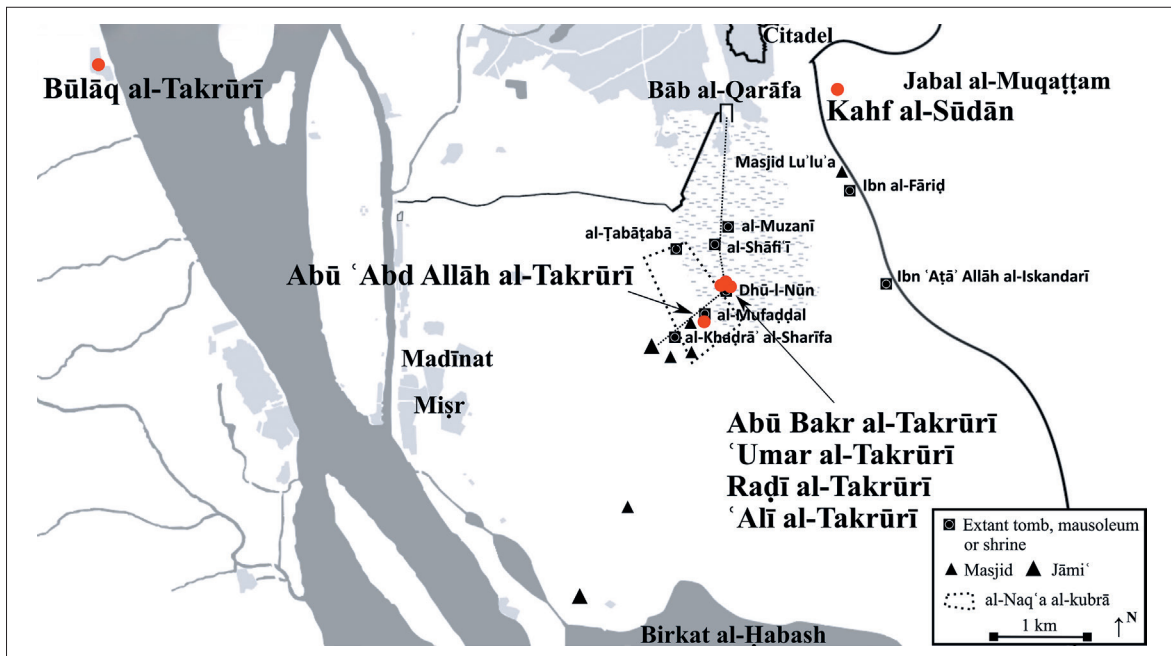 Citadel
Būlāq al-Takrūrī
Bāb al-Qarāfa
Jabal al-Muqaṭṭam
Kahf al-Sūdān
Masjid Luʾluʾa
Ibn al-Fāriḍ
al-Muzanī
al-Ṭabāṭabā
al-Shāfiʿī
Abū ʿAbd Allāh al-Takrūrī
Ibn ʿAṭāʾ Allāh al-Iskandarī
Dhū-l-Nūn
al-Mufaḍḍal
al-Khaḍrāʾ al-Sharīfa
Madīnat
Miṣr
Abū Bakr al-Takrūrī
ʿUmar al-Takrūrī
Raḍī al-Takrūrī
ʿAlī al-Takrūrī
Extant tomb, mausoleum
or shrine
Masjid Jāmiʿ
al-Naqʿa al-kubrā
1 km N
Birkat al-Ḥabash